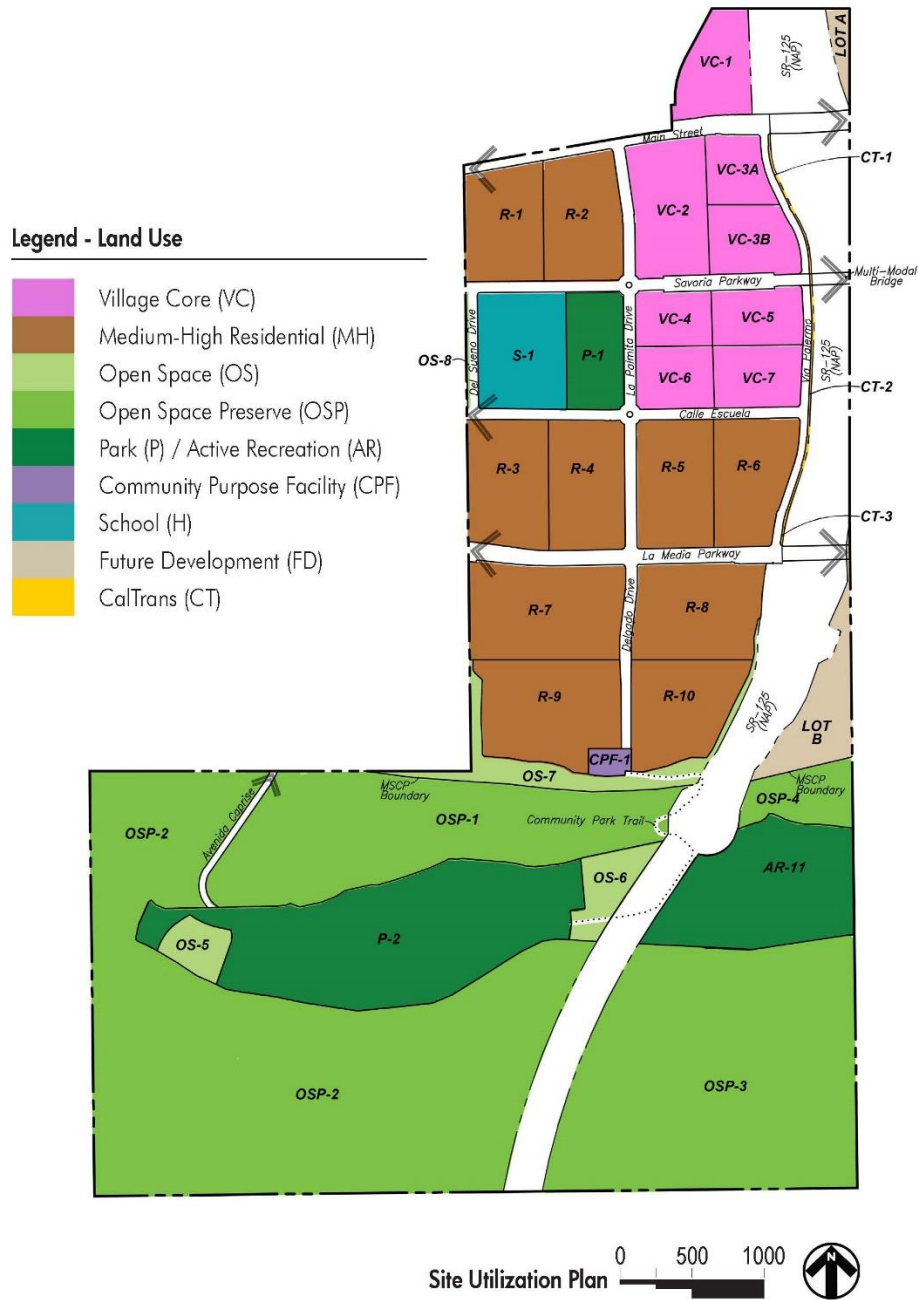 LOT A
SR-125
(NAP)
VC-1
Main Street
CT-1
VC-3A
VC-2
R-1
R-2
VC-3B
Legend - Land Use
Village Core (VC)
Medium-High Residential (MH)
Open Space (OS)
Open Space Preserve (OSP)
Park (P) / Active Recreation (AR)
Community Purpose Facility (CPF)
School (H)
Future Development (FD)
CalTrans (CT)
Multi-Modal
Bridge
Savoria Parkway
Del Sueno Drive
OS-8
S-1
P-1
La Palmita Drive
VC-4
VC-5
VC-6
VC-7
Via Palermo
SR-125
(NAP)
CT-2
Calle Escuela
R-3
R-4
R-5
R-6
CT-3
La Media Parkway
R-7
Delgado Drive
R-8
R-9
R-10
SR-125
(NAP)
LOT
B
CPF-1
OS-7
MSCP
Boundary
MSCP
Boundary
OSP-4
OSP-2
Avenida Caprise
OSP-1
Community Park Trail
OS-6
AR-11
OS-5
P-2
OSP-2
OSP-3
Site Utilization Plan
0 500 1000
N